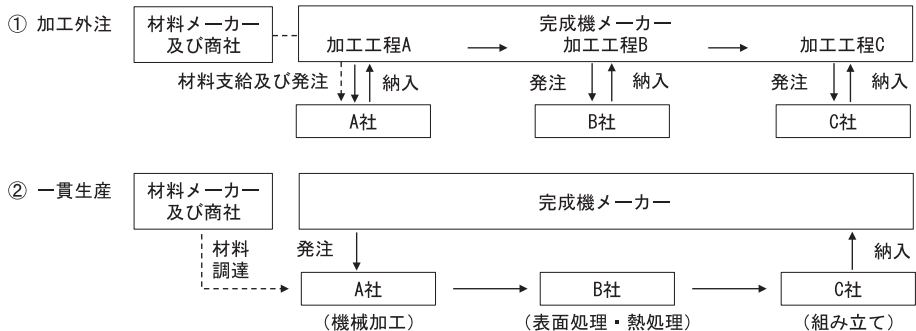 ① 加工外注
材料メーカー
及び商社
完成機メーカー
加工工程A
加工工程B
加工工程C
材料支給及び発注
納入
発注
納入
発注
納入
A社
B社
C社
② 一貫生産
材料メーカー
及び商社
完成機メーカー
材料
調達
発注
納入
A社
B社
C社
(機械加工)
(表面処理・熱処理)
(組み立て)